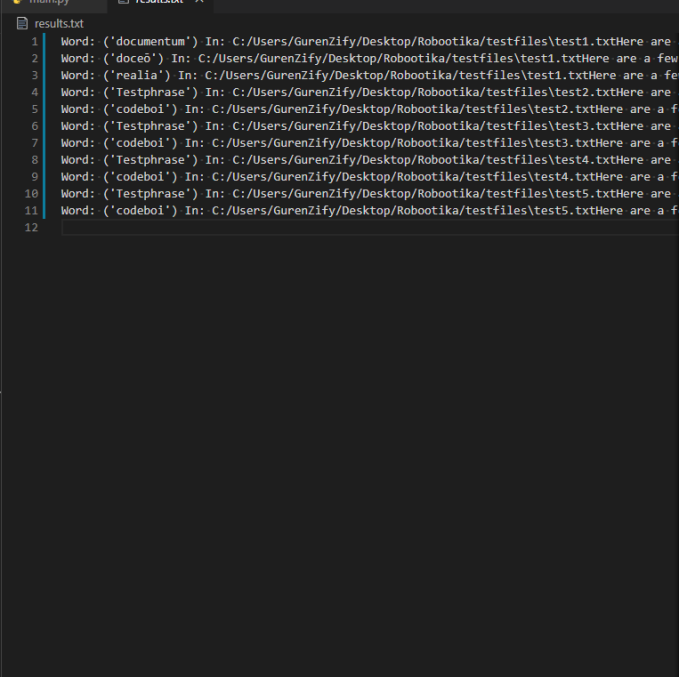 main.py results.txt
results.txt
1 Word: ('documentum') In: C:/Users/GurenZify/Desktop/Robootika/testfiles\test1.txtHere are
2 Word: ('doceō') In: C:/Users/GurenZify/Desktop/Robootika/testfiles\test1.txtHere are a few
3 Word: ('realia') In: C:/Users/GurenZify/Desktop/Robootika/testfiles\test1.txtHere are a fe
4 Word: ('Testphrase') In: C:/Users/GurenZify/Desktop/Robootika/testfiles\test2.txtHere are
5 Word: ('codeboi') In: C:/Users/GurenZify/Desktop/Robootika/testfiles\test2.txtHere are a f
6 Word: ('Testphrase') In: C:/Users/GurenZify/Desktop/Robootika/testfiles\test3.txtHere are
7 Word: ('codeboi') In: C:/Users/GurenZify/Desktop/Robootika/testfiles\test3.txtHere are a f
8 Word: ('Testphrase') In: C:/Users/GurenZify/Desktop/Robootika/testfiles\test4.txtHere are
9 Word: ('codeboi') In: C:/Users/GurenZify/Desktop/Robootika/testfiles\test4.txtHere are a f
10 Word: ('Testphrase') In: C:/Users/GurenZify/Desktop/Robootika/testfiles\test5.txtHere are
11 Word: ('codeboi') In: C:/Users/GurenZify/Desktop/Robootika/testfiles\test5.txtHere are a f
12